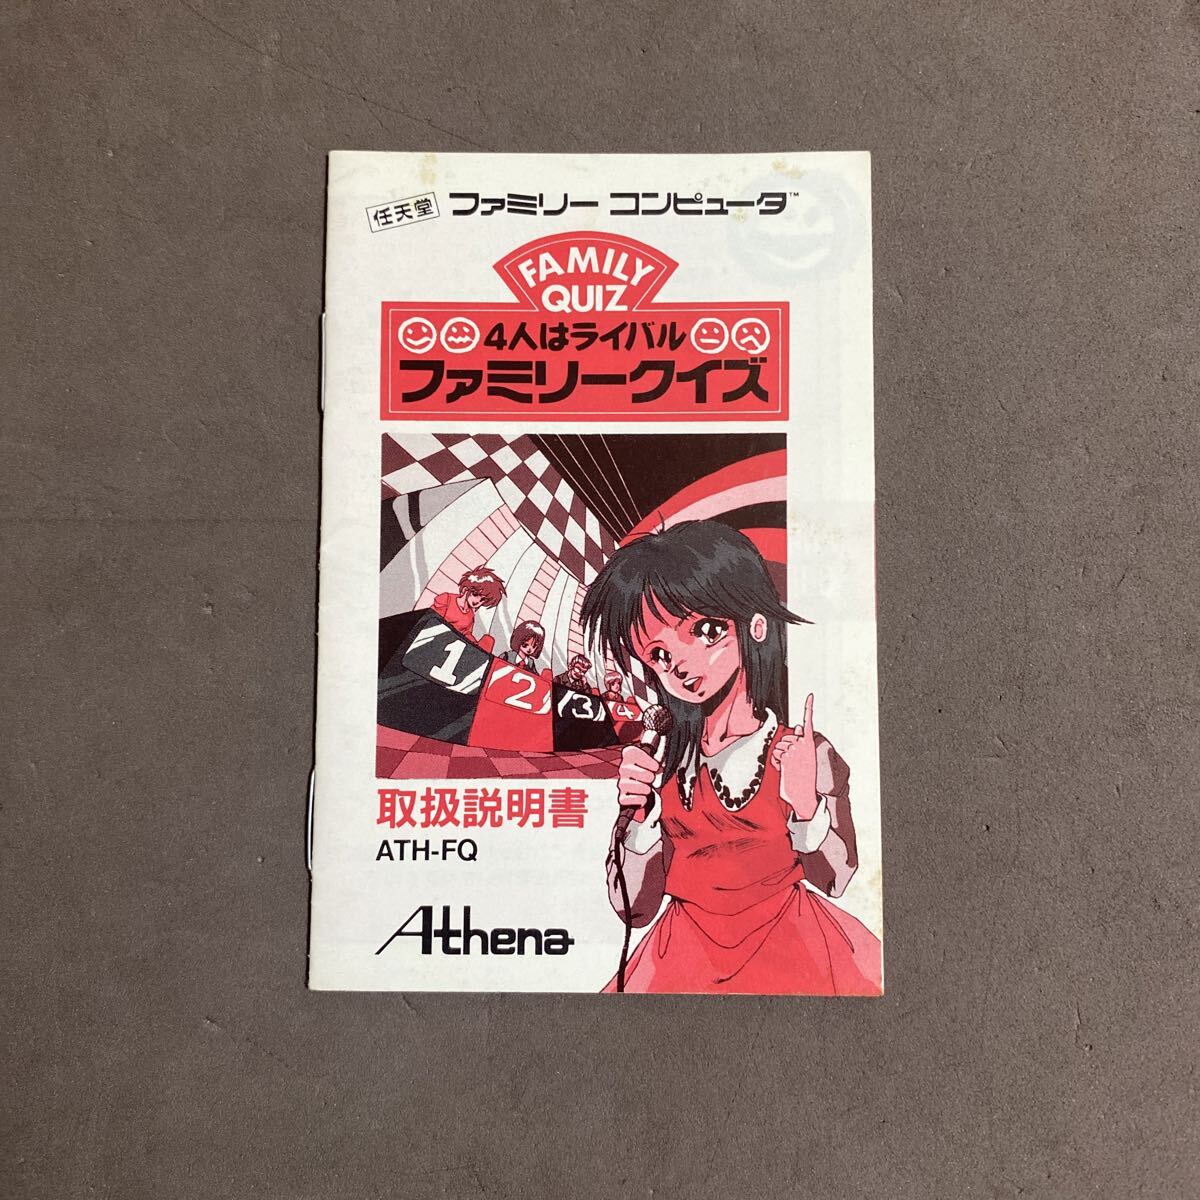 任天堂 ファミリー コンピュータ™
FAMILY
QUIZ
4人はライバル
ファミリークイズ
1
2
3
4
取扱説明書
ATH-FQ
Athena